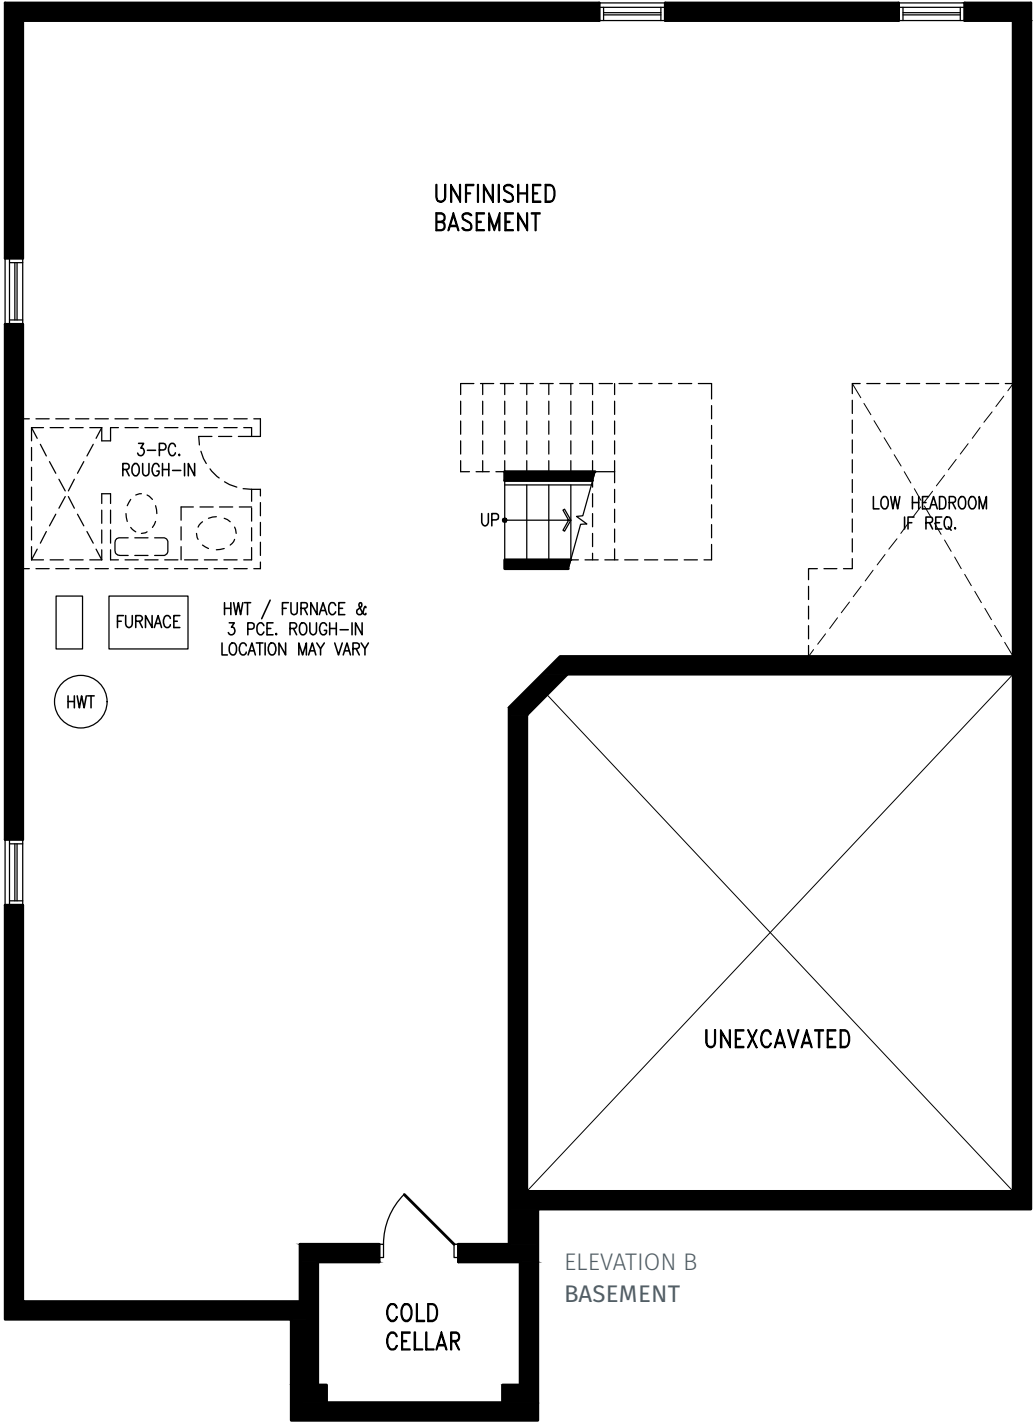 UNFINISHED
BASEMENT
3-PC.
ROUGH-IN
UP
LOW HEADROOM
IF REQ.
FURNACE
HWT / FURNACE &
3 PCE. ROUGH-IN
LOCATION MAY VARY
HWT
UNEXCAVATED
ELEVATION B
BASEMENT
COLD
CELLAR